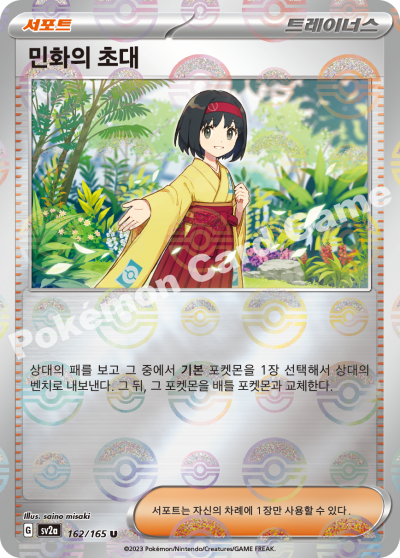 서포트
트레이너스
민화의 초대
Pokémon Card Game
상대의 패를 보고 그 중에서 기본 포켓몬을 1장 선택해서 상대의
벤치로 내보낸다. 그 뒤, 그 포켓몬을 배틀 포켓몬과 교체한다.
Illus. saino misaki
G sv2a 162/165 U
서포트는 자신의 차례에 1장만 사용할 수 있다.
©2023 Pokémon/Nintendo/Creatures/GAME FREAK.